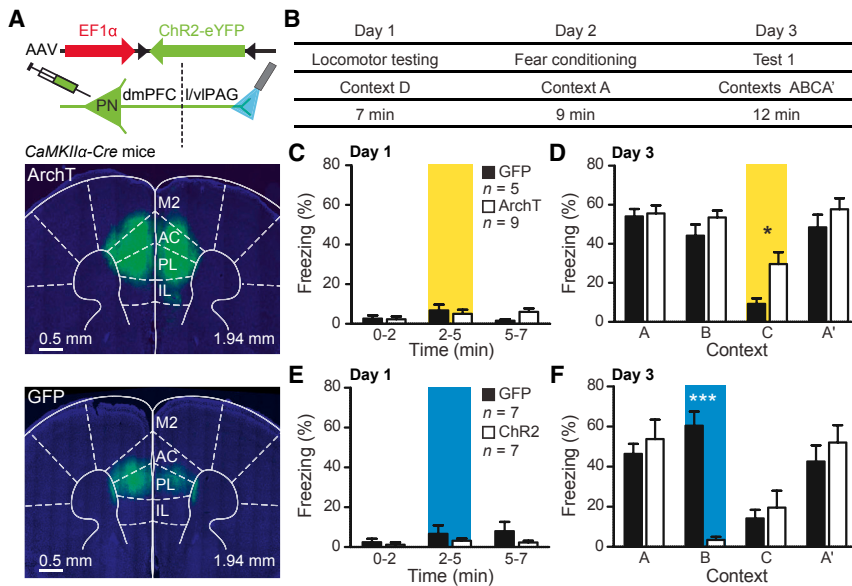 A
EF1α ChR2-eYFP
AAV
dmPFC l/vlPAG
PN
CaMKIIα-Cre mice
ArchT
M2
AC
PL
IL
0.5 mm 1.94 mm
GFP
M2
AC
PL
IL
0.5 mm 1.94 mm
B
Day 1 Day 2 Day 3
Locomotor testing Fear conditioning Test 1
Context D Context A Contexts ABCA'
7 min 9 min 12 min
C Day 1
Freezing (%)
80
60
40
20
0
GFP
n = 5
ArchT
n = 9
0-2 2-5 5-7
Time (min)
D Day 3
Freezing (%)
80
60
40
20
0
*
A B C A'
Context
E Day 1
Freezing (%)
80
60
40
20
0
GFP
n = 7
ChR2
n = 7
0-2 2-5 5-7
Time (min)
F Day 3
Freezing (%)
80
60
40
20
0
***
A B C A'
Context